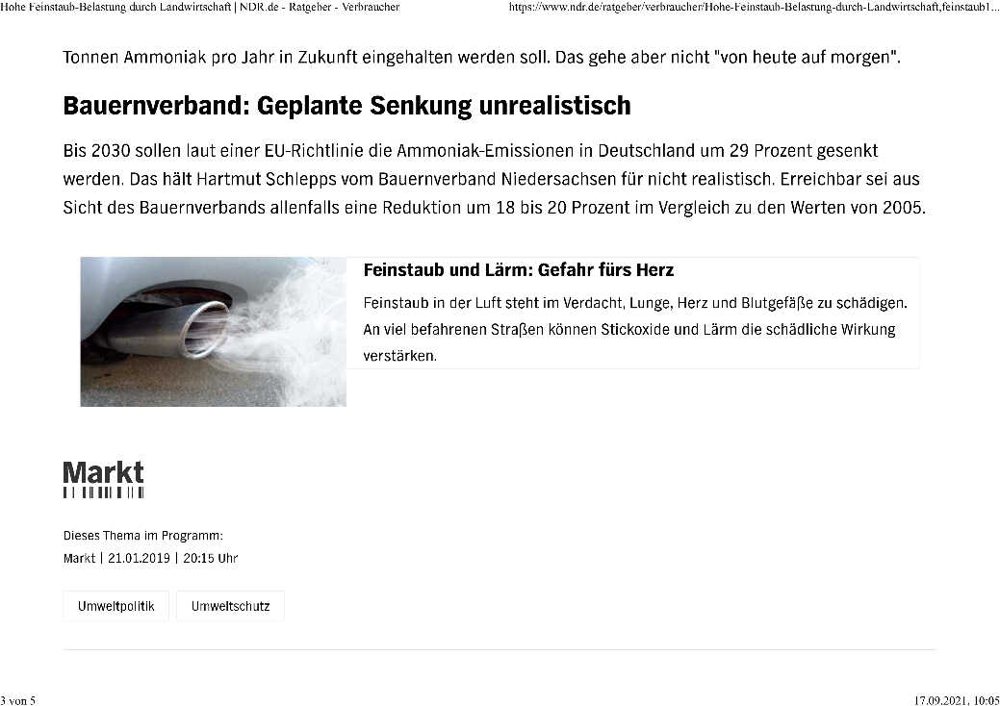 Hohe Feinstaub-Belastung durch Landwirtschaft | NDR.de - Ratgeber - Verbraucher
https://www.ndr.de/ratgeber/verbraucher/Hohe-Feinstaub-Belastung-durch-Landwirtschaft,feinstaub1...
Tonnen Ammoniak pro Jahr in Zukunft eingehalten werden soll. Das gehe aber nicht "von heute auf morgen".
Bauernverband: Geplante Senkung unrealistisch
Bis 2030 sollen laut einer EU-Richtlinie die Ammoniak-Emissionen in Deutschland um 29 Prozent gesenkt
werden. Das hält Hartmut Schlepps vom Bauernverband Niedersachsen für nicht realistisch. Erreichbar sei aus
Sicht des Bauernverbands allenfalls eine Reduktion um 18 bis 20 Prozent im Vergleich zu den Werten von 2005.
Feinstaub und Lärm: Gefahr fürs Herz
Feinstaub in der Luft steht im Verdacht, Lunge, Herz und Blutgefäße zu schädigen.
An viel befahrenen Straßen können Stickoxide und Lärm die schädliche Wirkung
verstärken.
Markt
Dieses Thema im Programm:
Markt | 21.01.2019 | 20:15 Uhr
Umweltpolitik
Umweltschutz
3 von 5
17.09.2021, 10:05